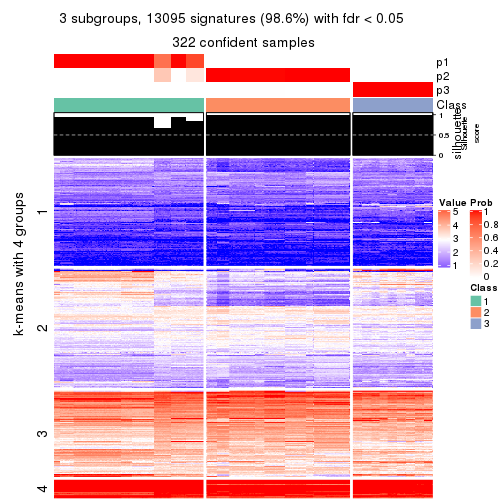 3 subgroups, 13095 signatures (98.6%) with fdr < 0.05
322 confident samples
p1
p2
p3
Class
silhouette
Silhouette
score
1
0.5
0
k-means with 4 groups
1
2
3
4
Value
5
4
3
2
1
Prob
1
0.8
0.6
0.4
0.2
0
Class
1
2
3